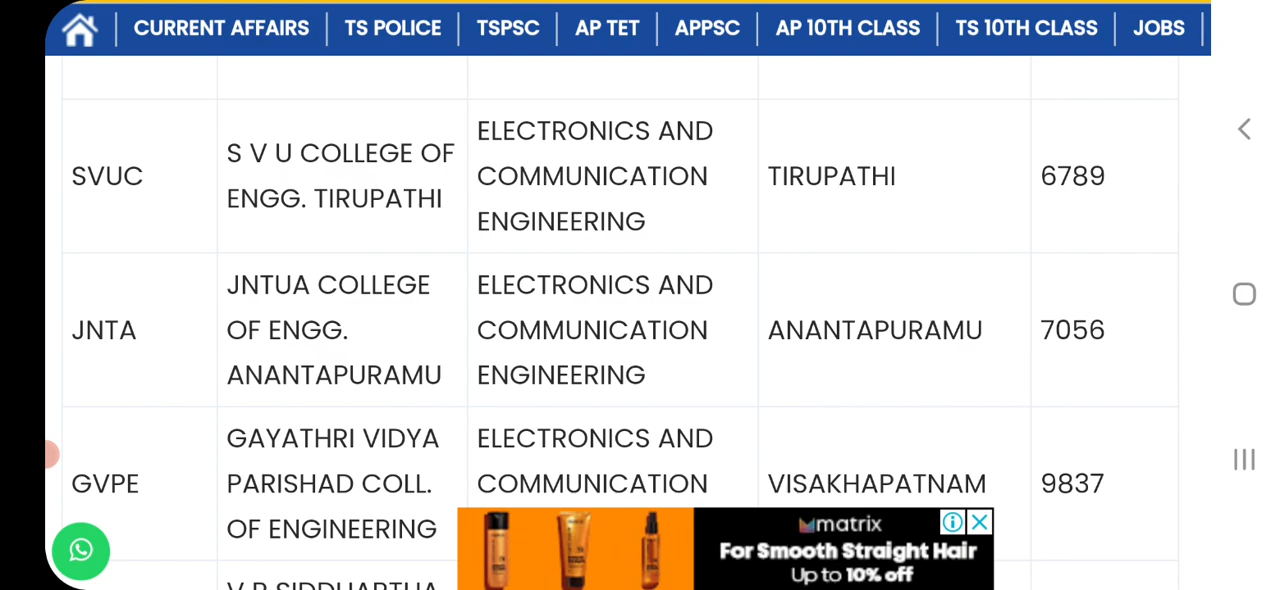 CURRENT AFFAIRS TS POLICE TSPSC AP TET APPSC AP 10TH CLASS TS 10TH CLASS JOBS
SVUC
S V U COLLEGE OF
ENGG. TIRUPATHI
ELECTRONICS AND
COMMUNICATION
ENGINEERING
TIRUPATHI
6789
JNTA
JNTUA COLLEGE
OF ENGG.
ANANTAPURAMU
ELECTRONICS AND
COMMUNICATION
ENGINEERING
ANANTAPURAMU
7056
GVPE
GAYATHRI VIDYA
PARISHAD COLL.
OF ENGINEERING
ELECTRONICS AND
COMMUNICATION
VISAKHAPATNAM
9837
matrix
For Smooth Straight Hair
Up to 10% off
V R SIDDHARTHA